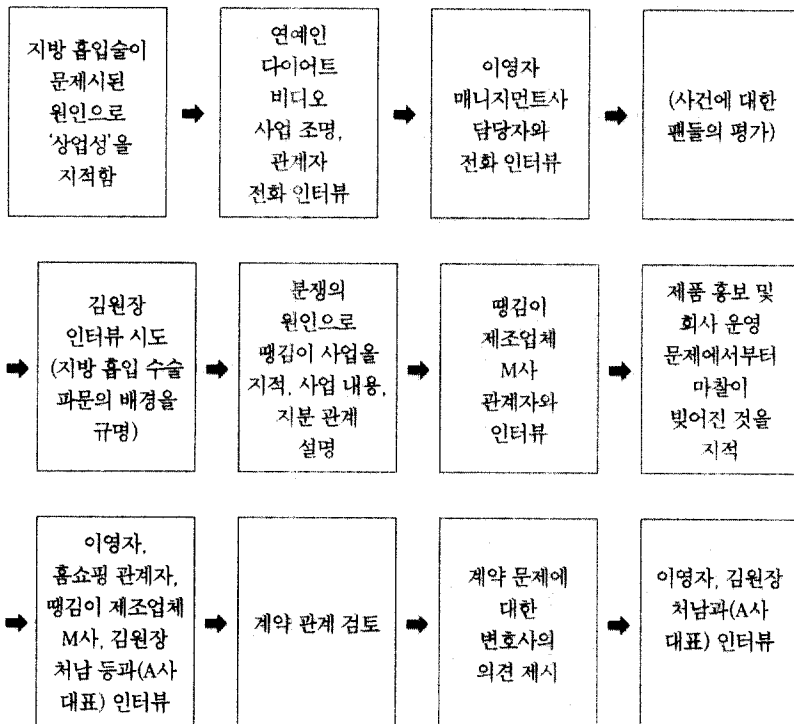 지방 흡입술이
문제시된
원인으로
'상업성'을
지적함
➡
연예인
다이어트
비디오
사업 조명,
관계자
전화 인터뷰
➡
이영자
매니지먼트사
담당자와
전화 인터뷰
➡
(사건에 대한
팬들의 평가)
➡
김원장
인터뷰 시도
(지방 흡입 수술
파문의 배경을
규명)
➡
분쟁의
원인으로
땡김이 사업을
지적, 사업 내용,
지분 관계
설명
➡
땡김이
제조업체
M사
관계자와
인터뷰
➡
제품 홍보 및
회사 운영
문제에서부터
마찰이
빚어진 것을
지적
➡
이영자,
홈쇼핑 관계자,
땡김이 제조업체
M사, 김원장
처남 등과(A사
대표) 인터뷰
➡
계약 관계 검토
➡
계약 문제에
대한
변호사의
의견 제시
➡
이영자, 김원장
처남과(A사
대표) 인터뷰